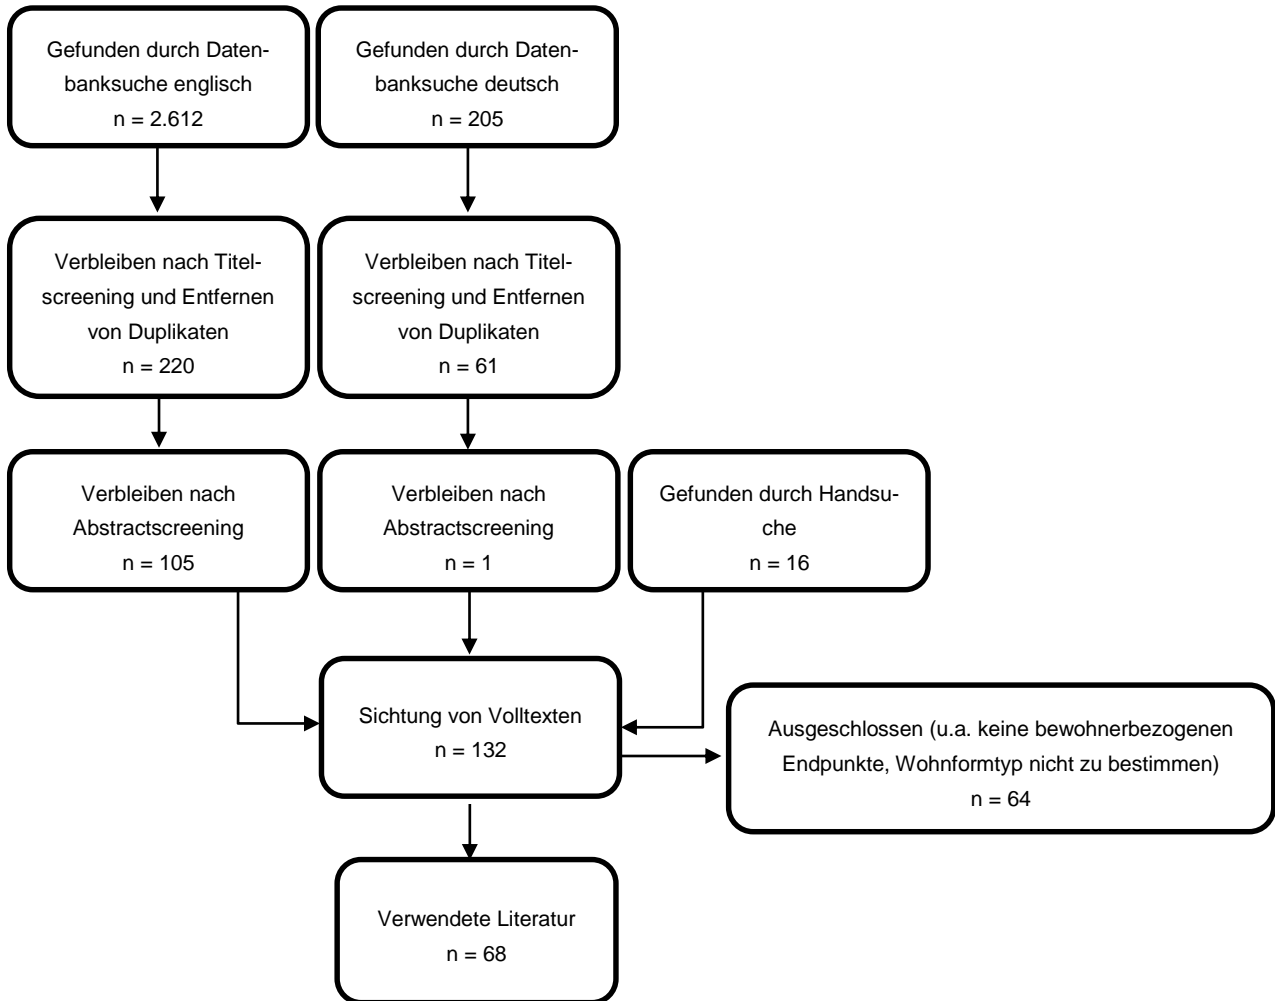 Gefunden durch Daten-
banksuche englisch
n = 2.612
Gefunden durch Daten-
banksuche deutsch
n = 205
Verbleiben nach Titel-
screening und Entfernen
von Duplikaten
n = 220
Verbleiben nach Titel-
screening und Entfernen
von Duplikaten
n = 61
Verbleiben nach
Abstractscreening
n = 105
Verbleiben nach
Abstractscreening
n = 1
Gefunden durch Handsu-
che
n = 16
Sichtung von Volltexten
n = 132
Ausgeschlossen (u.a. keine bewohnerbezogenen
Endpunkte, Wohnformtyp nicht zu bestimmen)
n = 64
Verwendete Literatur
n = 68